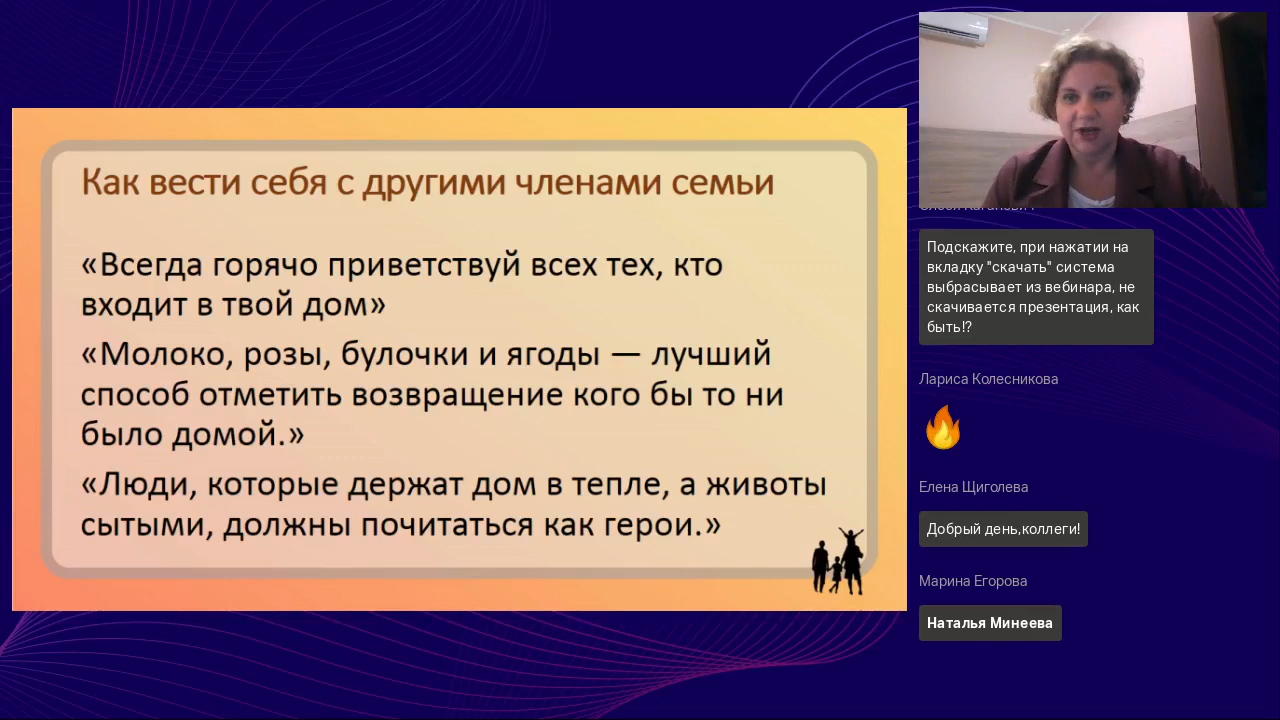 Как вести себя с другими членами семьи
«Всегда горячо приветствуй всех тех, кто
входит в твой дом»
«Молоко, розы, булочки и ягоды — лучший
способ отметить возвращение кого бы то ни
было домой.»
«Люди, которые держат дом в тепле, а животы
сытыми, должны почитаться как герои.»
Подскажите, при нажатии на
вкладку "скачать" система
выбрасывает из вебинара, не
скачивается презентация, как
быть!?
Лариса Колесникова
Елена Щиголева
Добрый день,коллеги!
Марина Егорова
Наталья Минеева